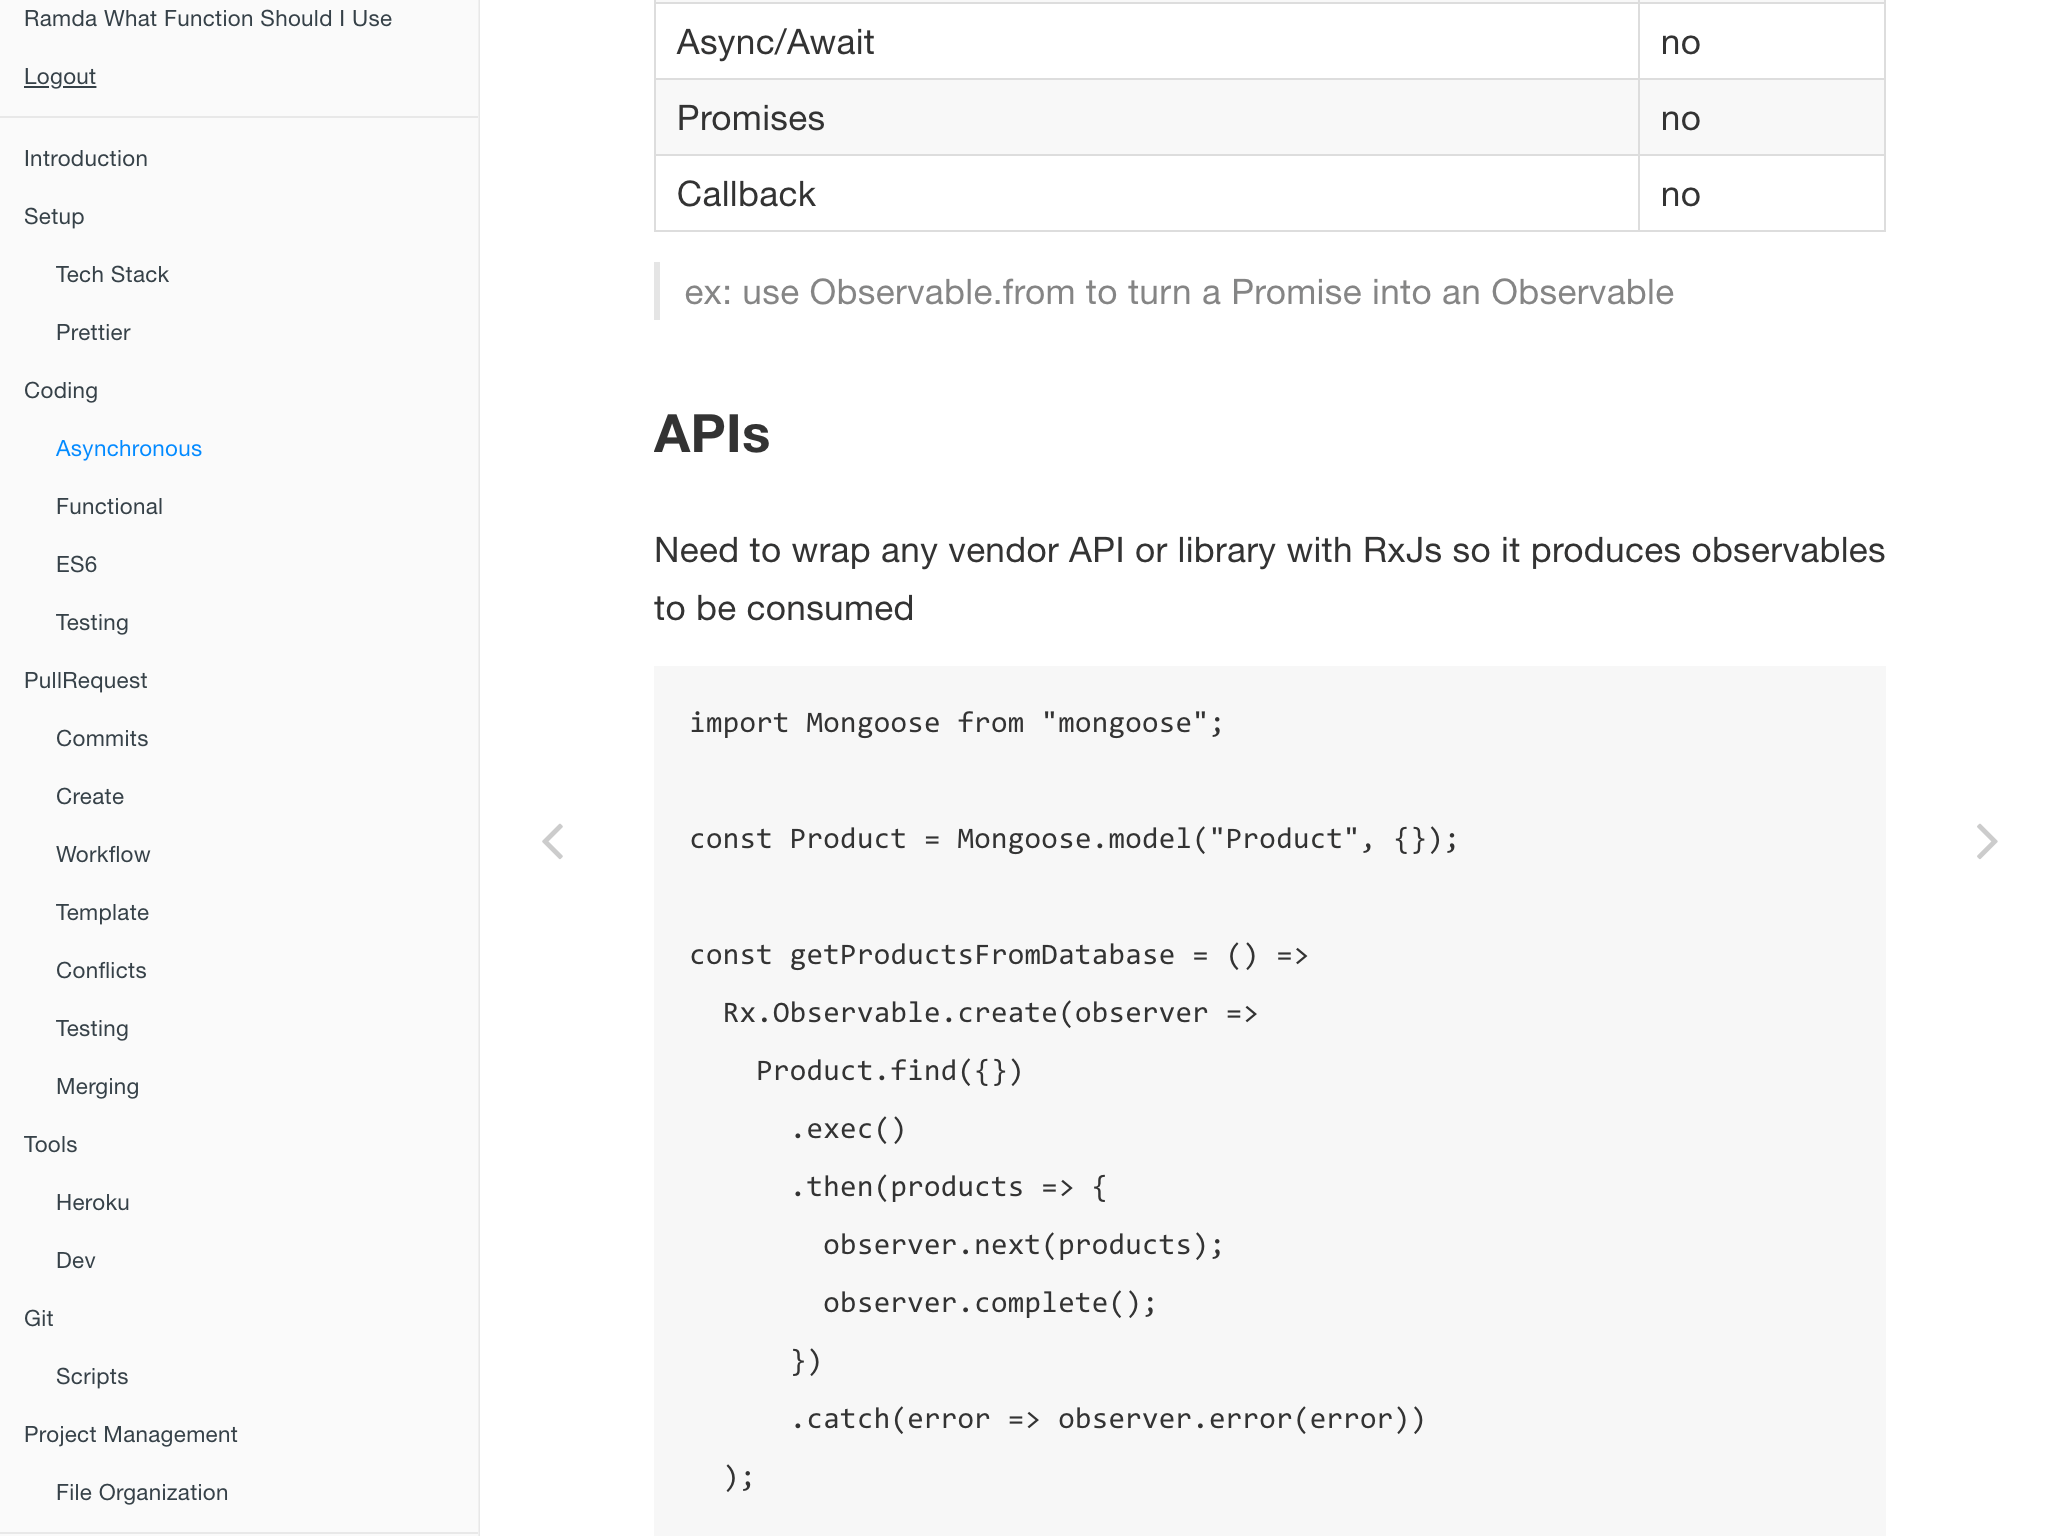 Ramda What Function Should I Use
Logout
Introduction
Setup
Tech Stack
Prettier
Coding
Asynchronous
Functional
ES6
Testing
PullRequest
Commits
Create
Workflow
Template
Conflicts
Testing
Merging
Tools
Heroku
Dev
Git
Scripts
Project Management
File Organization
Async/Await no
Promises no
Callback no
ex: use Observable.from to turn a Promise into an Observable
APIs
Need to wrap any vendor API or library with RxJs so it produces observables
to be consumed
import Mongoose from "mongoose";
const Product = Mongoose.model("Product", {});
const getProductsFromDatabase = () =>
  Rx.Observable.create(observer =>
    Product.find({})
      .exec()
      .then(products => {
        observer.next(products);
        observer.complete();
      })
      .catch(error => observer.error(error))
  );